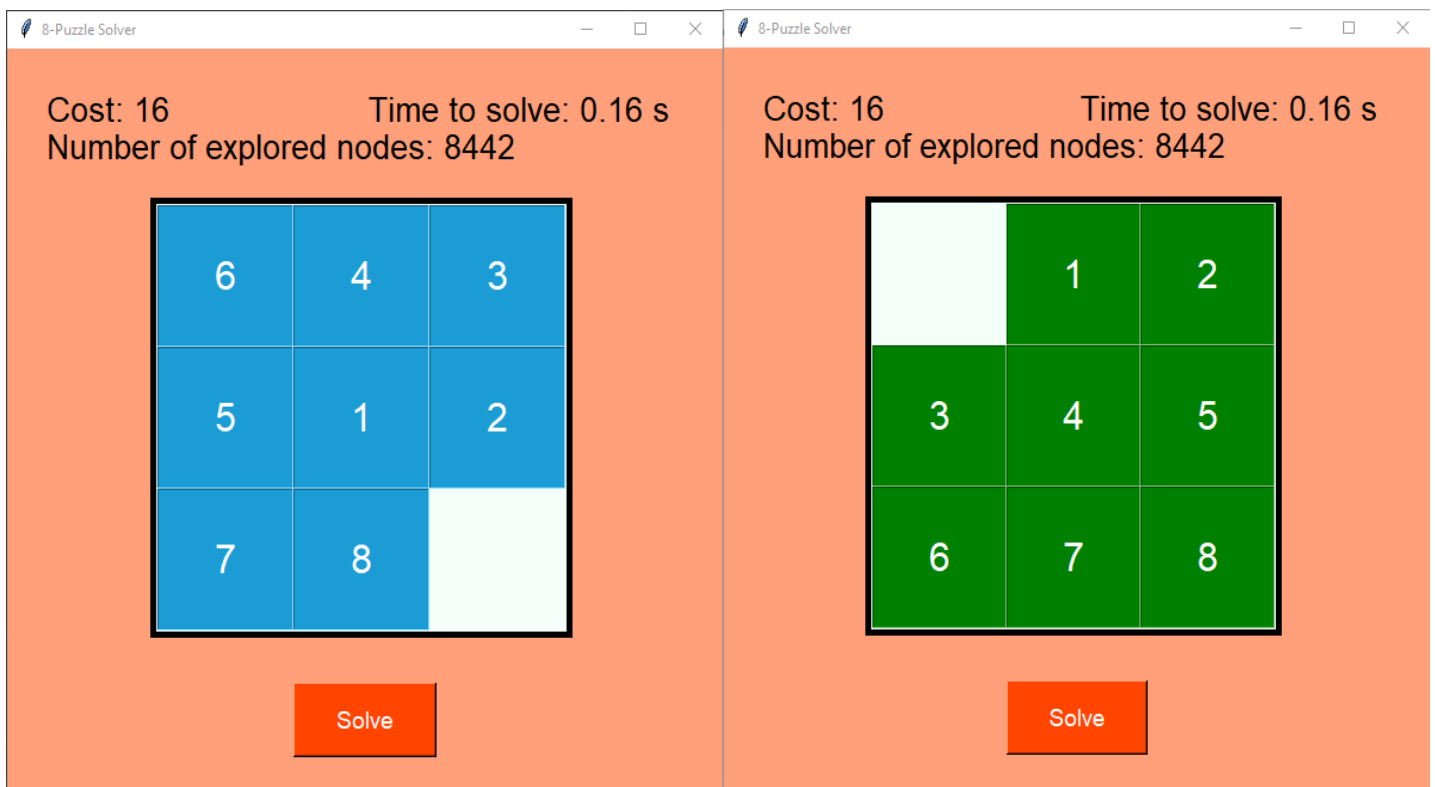 8-Puzzle Solver
Cost: 16 Time to solve: 0.16 s
Number of explored nodes: 8442
6 4 3
5 1 2
7 8
Solve
8-Puzzle Solver
Cost: 16 Time to solve: 0.16 s
Number of explored nodes: 8442
1 2
3 4 5
6 7 8
Solve